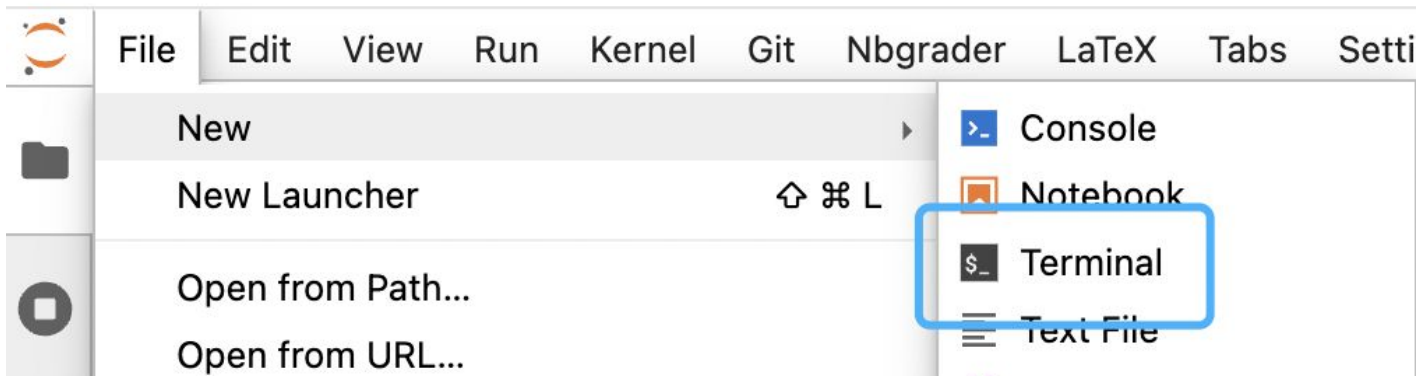 File Edit View Run Kernel Git Nbgrader LaTeX Tabs Setti
New
New Launcher ⇧ ⌘ L
Open from Path...
Open from URL...
Console
Notebook
$_ Terminal
Text File